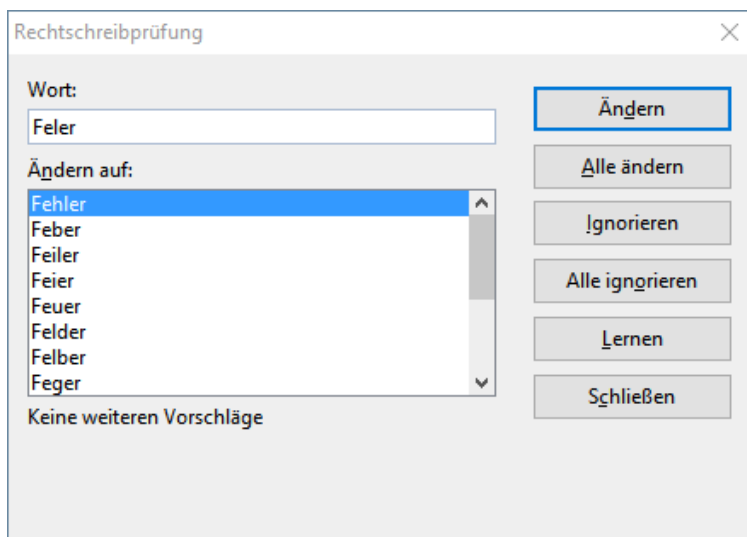 Rechtschreibprüfung
Wort:
Feler
Ändern auf:
Fehler
Feber
Feiler
Feier
Feuer
Felder
Felber
Feger
Keine weiteren Vorschläge
Ändern
Alle ändern
Ignorieren
Alle ignorieren
Lernen
Schließen